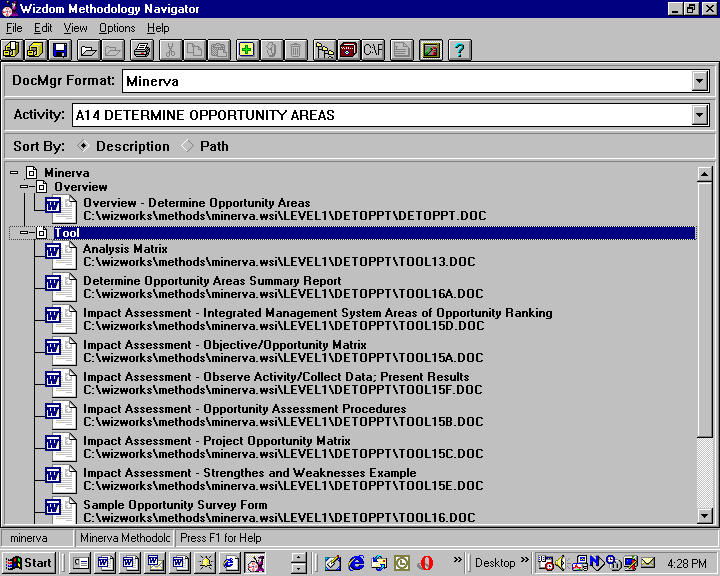 Wizdom Methodology Navigator
File Edit View Options Help
C:\F
DocMgr Format: Minerva
Activity: A14 DETERMINE OPPORTUNITY AREAS
Sort By: Description Path
Minerva
Overview
Overview - Determine Opportunity Areas
C:\wizworks\methods\minerva.wsi\LEVEL1\DETOPPT\DETOPPT.DOC
Tool
Analysis Matrix
C:\wizworks\methods\minerva.wsi\LEVEL1\DETOPPT\TOOL13.DOC
Determine Opportunity Areas Summary Report
C:\wizworks\methods\minerva.wsi\LEVEL1\DETOPPT\TOOL16A.DOC
Impact Assessment - Integrated Management System Areas of Opportunity Ranking
C:\wizworks\methods\minerva.wsi\LEVEL1\DETOPPT\TOOL15D.DOC
Impact Assessment - Objective/Opportunity Matrix
C:\wizworks\methods\minerva.wsi\LEVEL1\DETOPPT\TOOL15A.DOC
Impact Assessment - Observe Activity/Collect Data; Present Results
C:\wizworks\methods\minerva.wsi\LEVEL1\DETOPPT\TOOL15F.DOC
Impact Assessment - Opportunity Assessment Procedures
C:\wizworks\methods\minerva.wsi\LEVEL1\DETOPPT\TOOL15B.DOC
Impact Assessment - Project Opportunity Matrix
C:\wizworks\methods\minerva.wsi\LEVEL1\DETOPPT\TOOL15C.DOC
Impact Assessment - Strengthes and Weaknesses Example
C:\wizworks\methods\minerva.wsi\LEVEL1\DETOPPT\TOOL15E.DOC
Sample Opportunity Survey Form
C:\wizworks\methods\minerva.wsi\LEVEL1\DETOPPT\TOOL16.DOC
minerva Minerva Methodolc Press F1 for Help
Start Desktop 4:28 PM